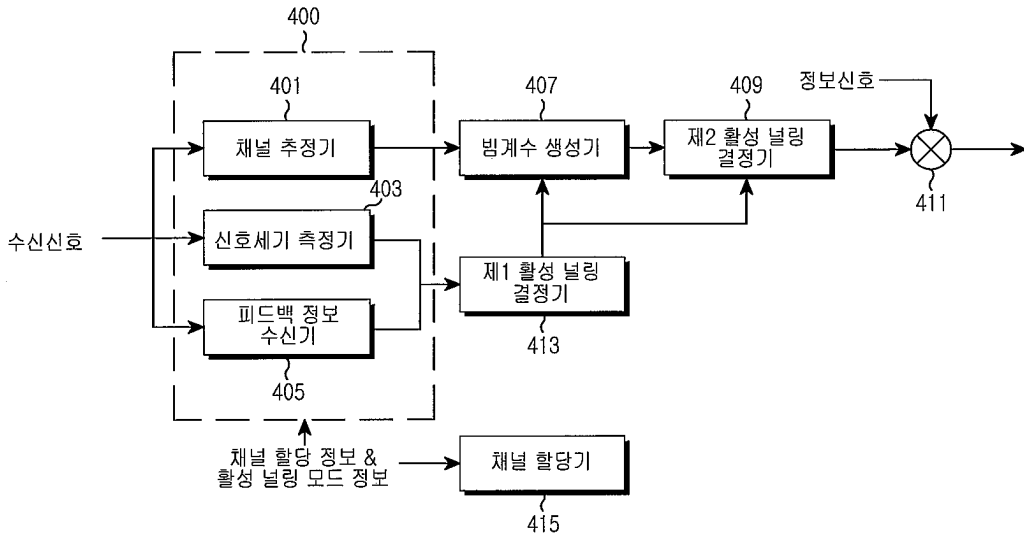 400
401
채널 추정기
403
신호세기 측정기
피드백 정보
수신기
405
수신신호
407
빔계수 생성기
409
제2 활성 널링
결정기
정보신호
411
제1 활성 널링
결정기
413
채널 할당 정보 &
활성 널링 모드 정보
채널 할당기
415